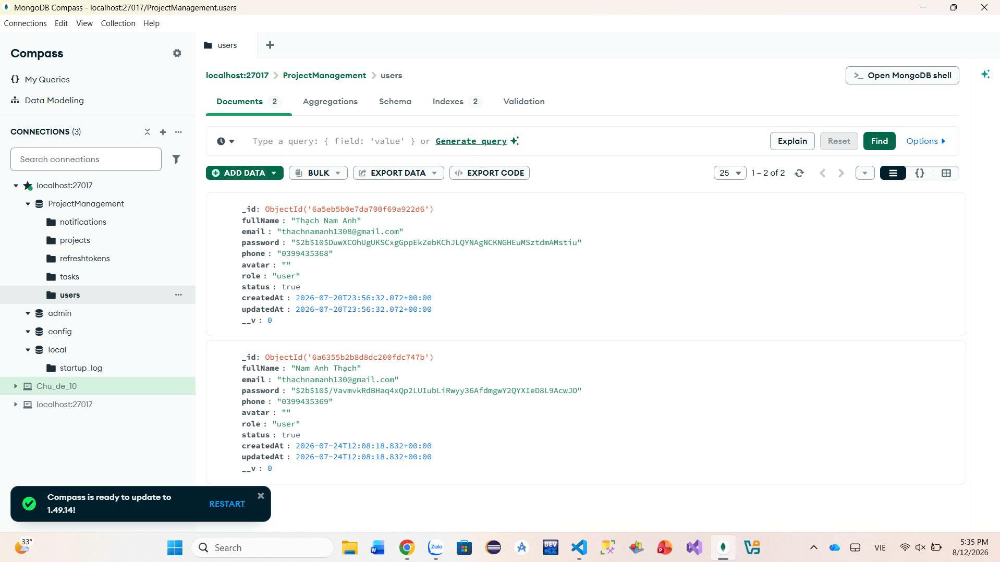 MongoDB Compass - localhost:27017/ProjectManagement.users
Connections Edit View Collection Help
Compass
My Queries
Data Modeling
CONNECTIONS (3)
Search connections
localhost:27017
ProjectManagement
notifications
projects
refreshtokens
tasks
users
admin
config
local
startup_log
Chu_de_10
localhost:27017
users
localhost:27017 > ProjectManagement > users
>_ Open MongoDB shell
Documents 2 Aggregations Schema Indexes 2 Validation
Type a query: { field: 'value' } or Generate query
Explain Reset Find Options
ADD DATA BULK EXPORT DATA </> EXPORT CODE
25 1 – 2 of 2 {}
_id: ObjectId('6a5eb5b0e7da700f69a922d6')
fullName : "Thạch Nam Anh"
email : "thachnamanh1308@gmail.com"
password : "$2b$10$DuwXCOhUgUKSCxgGppEkZebKChJLQYNAgNCKNGHEuMSztdmAMstiu"
phone : "0399435368"
avatar : ""
role : "user"
status : true
createdAt : 2026-07-20T23:56:32.072+00:00
updatedAt : 2026-07-20T23:56:32.072+00:00
__v : 0
_id: ObjectId('6a6355b2b8d8dc200fdc747b')
fullName : "Nam Anh Thạch"
email : "thachnamanh130@gmail.com"
password : "$2b$10$/VavmvkRdBHaq4xQp2LUIubLiRwyy36AfdmgwY2QYXIeD8L9AcwJO"
phone : "0399435369"
avatar : ""
role : "user"
status : true
createdAt : 2026-07-24T12:08:18.832+00:00
updatedAt : 2026-07-24T12:08:18.832+00:00
__v : 0
Compass is ready to update to
1.49.14!
RESTART
33°
Search
Zalo
DEV
VIE
5:35 PM
8/12/2026